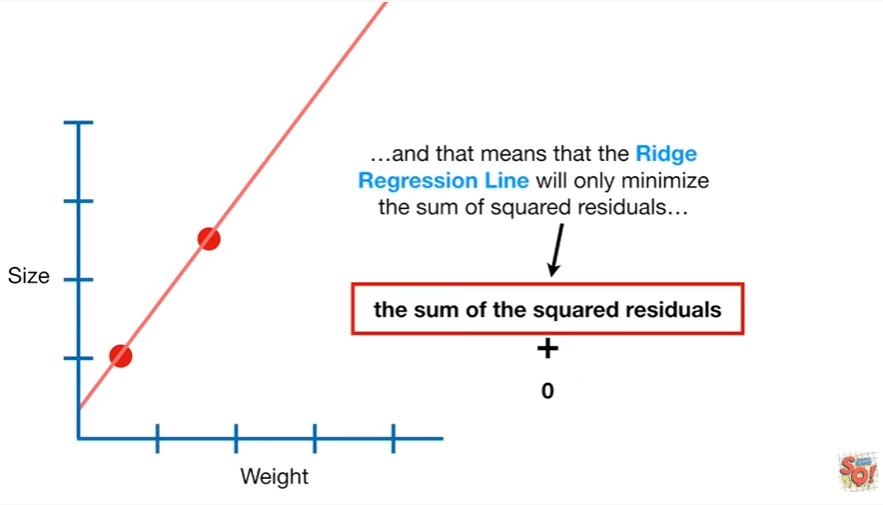 …and that means that the Ridge
Regression Line will only minimize
the sum of squared residuals…
Size
the sum of the squared residuals
+
0
Weight
SQ!